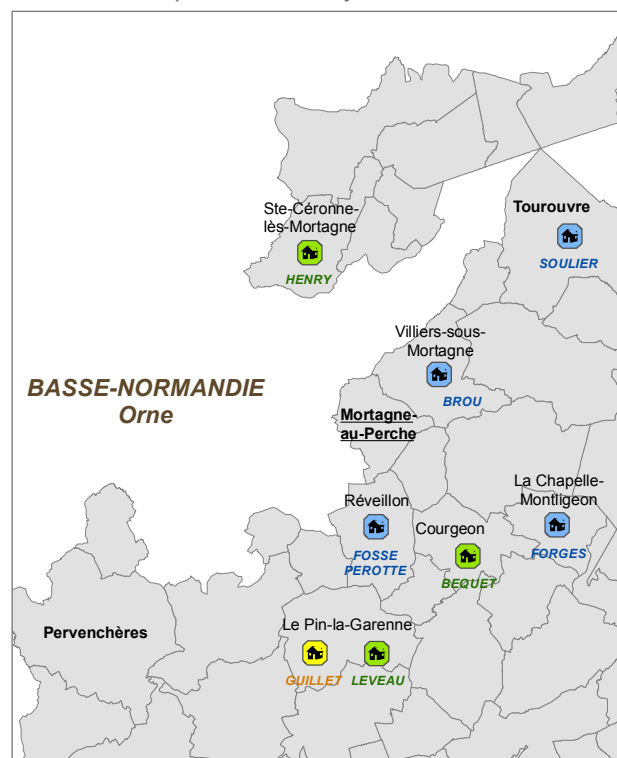 Ste-Céronne-
lès-Mortagne
HENRY
Tourouvre
SOULIER
Villiers-sous-
Mortagne
BROU
BASSE-NORMANDIE
Orne
Mortagne-
au-Perche
Réveillon
FOSSE
PEROTTE
Courgeon
BEQUET
La Chapelle-
Montligeon
FORGES
Pervenchères
Le Pin-la-Garenne
GUILLET
LEVEAU